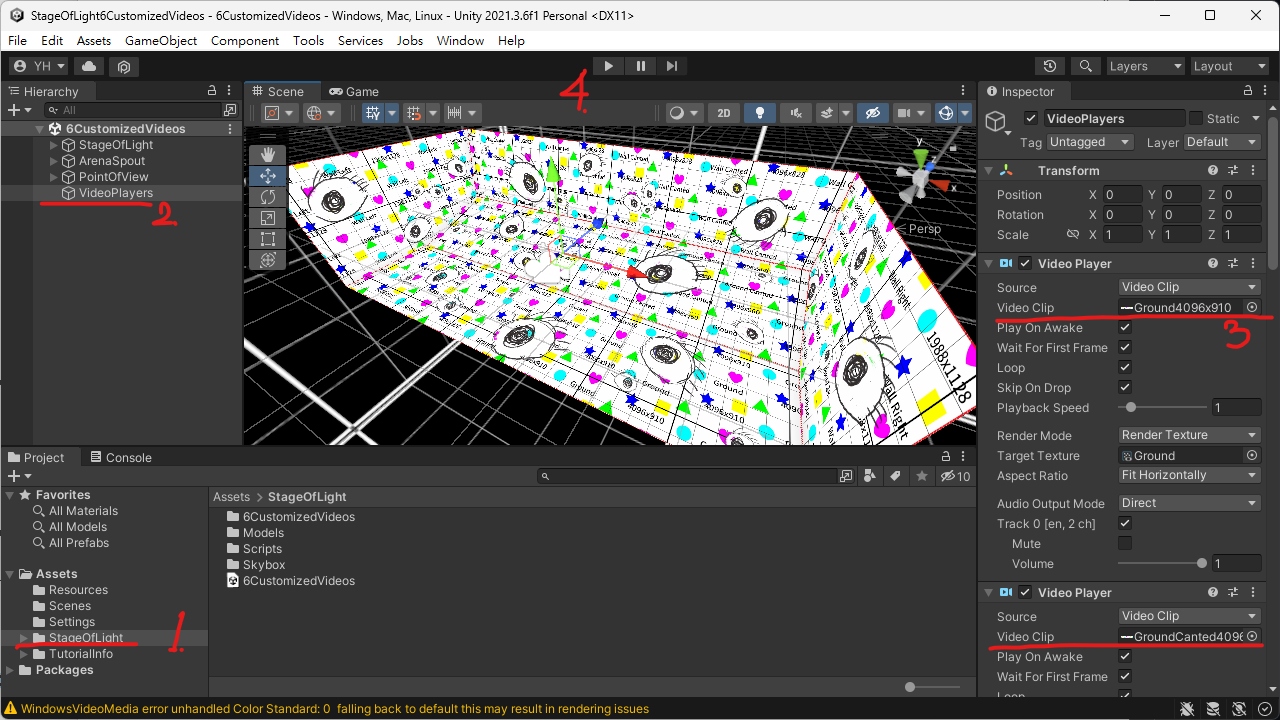 StageOfLight6CustomizedVideos - 6CustomizedVideos - Windows, Mac, Linux - Unity 2021.3.6f1 Personal <DX11>
File Edit Assets GameObject Component Tools Services Jobs Window Help
YH
Layers
Layout
4.
Hierarchy
All
6CustomizedVideos
StageOfLight
ArenaSpout
PointOfView
VideoPlayers
2.
Scene
Game
2D
y
x
Persp
Ground
4096x910
1988x1128
Project
Console
10
Favorites
All Materials
All Models
All Prefabs
Assets
Resources
Scenes
Settings
StageOfLight
1.
TutorialInfo
Packages
Assets > StageOfLight
6CustomizedVideos
Models
Scripts
Skybox
6CustomizedVideos
Inspector
VideoPlayers
Static
Tag Untagged
Layer Default
Transform
Position X 0 Y 0 Z 0
Rotation X 0 Y 0 Z 0
Scale X 1 Y 1 Z 1
Video Player
Source Video Clip
Video Clip Ground4096x910
3
Play On Awake
Wait For First Frame
Loop
Skip On Drop
Playback Speed 1
Render Mode Render Texture
Target Texture Ground
Aspect Ratio Fit Horizontally
Audio Output Mode Direct
Track 0 [en, 2 ch]
Mute
Volume 1
Video Player
Source Video Clip
Video Clip GroundCanted4096
Play On Awake
Wait For First Frame
Loop
WindowsVideoMedia error unhandled Color Standard: 0 falling back to default this may result in rendering issues